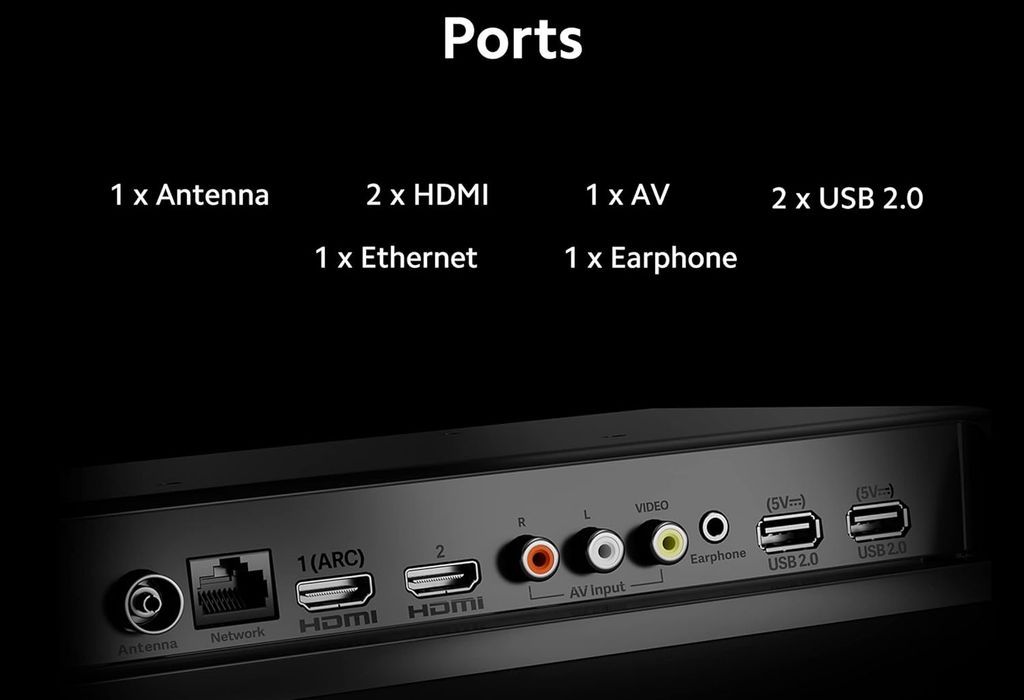 Ports
1 x Antenna 2 x HDMI 1 x AV 2 x USB 2.0
1 x Ethernet 1 x Earphone
Antenna
Network
1(ARC)
HDMI
2
HDMI
R L VIDEO
AV Input
Earphone
(5V⎓)
USB 2.0
(5V⎓)
USB 2.0